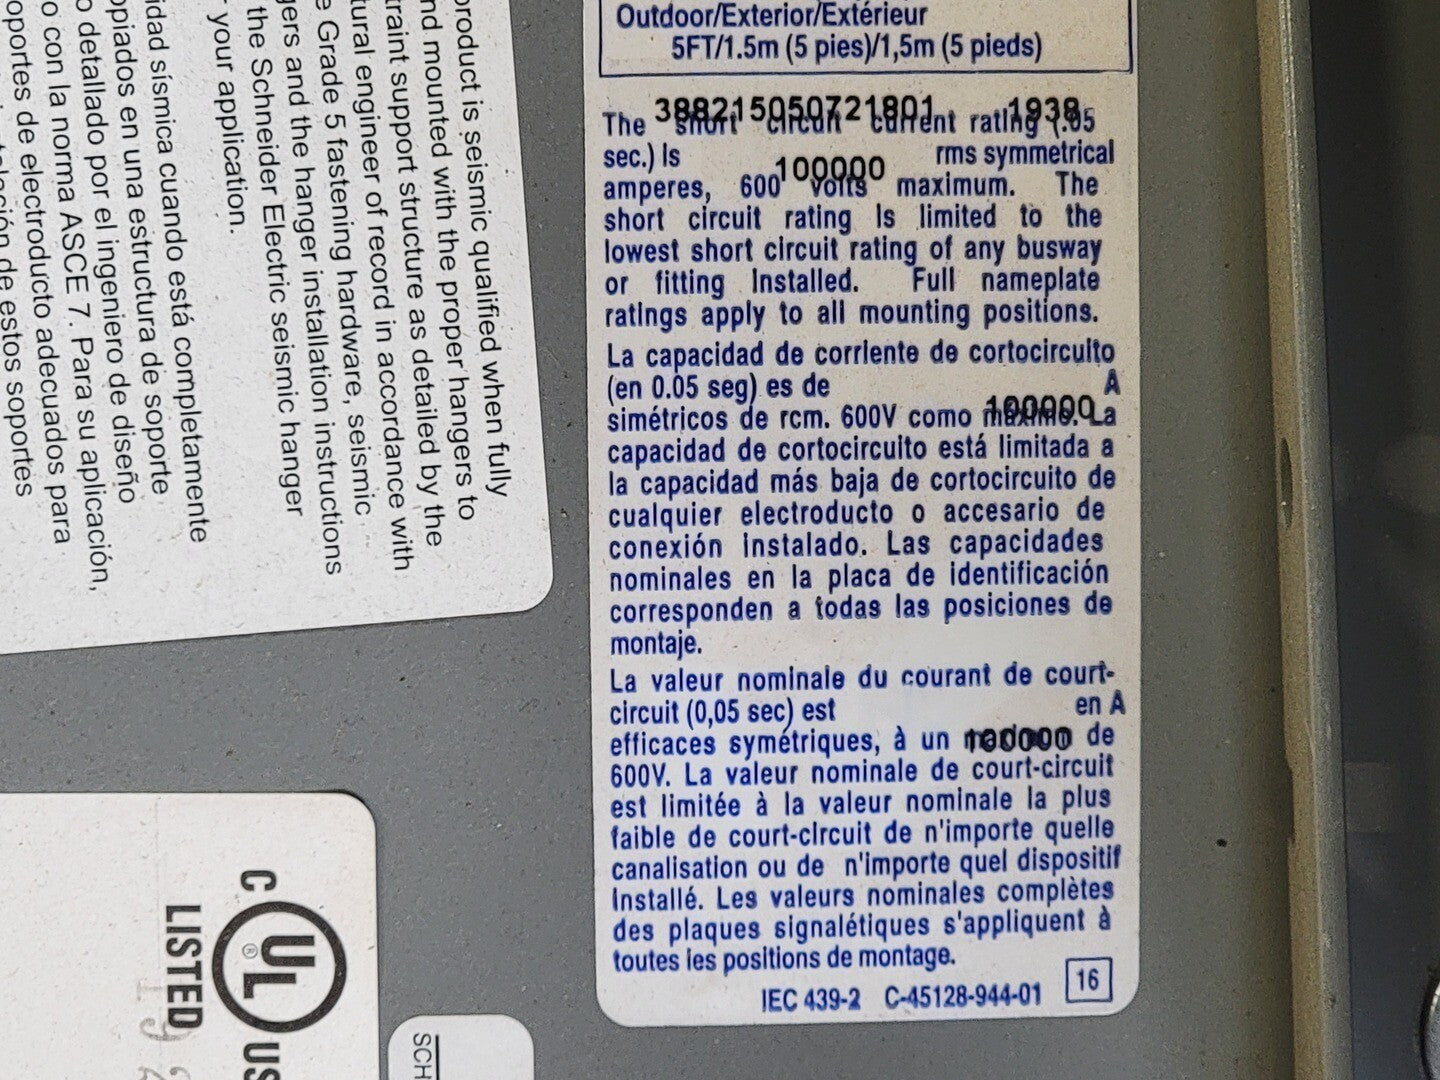 Outdoor/Exterior/Extérieur
5FT/1.5m (5 pies)/1,5m (5 pieds)
388215050721801 1938
The short circuit current rating (.05
sec.) is 100000 rms symmetrical
amperes, 600 volts maximum. The
short circuit rating is limited to the
lowest short circuit rating of any busway
or fitting installed. Full nameplate
ratings apply to all mounting positions.
La capacidad de corriente de cortocircuito
(en 0.05 seg) es de A
100000
simétricos de rcm. 600V como máximo. La
capacidad de cortocircuito está limitada a
la capacidad más baja de cortocircuito de
cualquier electroducto o accesario de
conexión instalado. Las capacidades
nominales en la placa de identificación
corresponden a todas las posiciones de
montaje.
La valeur nominale du courant de court-
circuit (0,05 sec) est en A
efficaces symétriques, à un 100000 de
600V. La valeur nominale de court-circuit
est limitée à la valeur nominale la plus
faible de court-circuit de n'importe quelle
canalisation ou de n'importe quel dispositif
installé. Les valeurs nominales complètes
des plaques signalétiques s'appliquent à
toutes les positions de montage.
IEC 439-2 C-45128-944-01 16
product is seismic qualified when fully
nd mounted with the proper hangers to
traint support structure as detailed by the
tural engineer of record in accordance with
e Grade 5 fastening hardware, seismic
gers and the hanger installation instructions
the Schneider Electric seismic hanger
your application.
idad sísmica cuando está completamente
opiados en una estructura de soporte
o detallado por el ingeniero de diseño
o con la norma ASCE 7. Para su aplicación,
oportes de electroducto adecuados para
alación de estos soportes
C UL ® US
LISTED
SCH